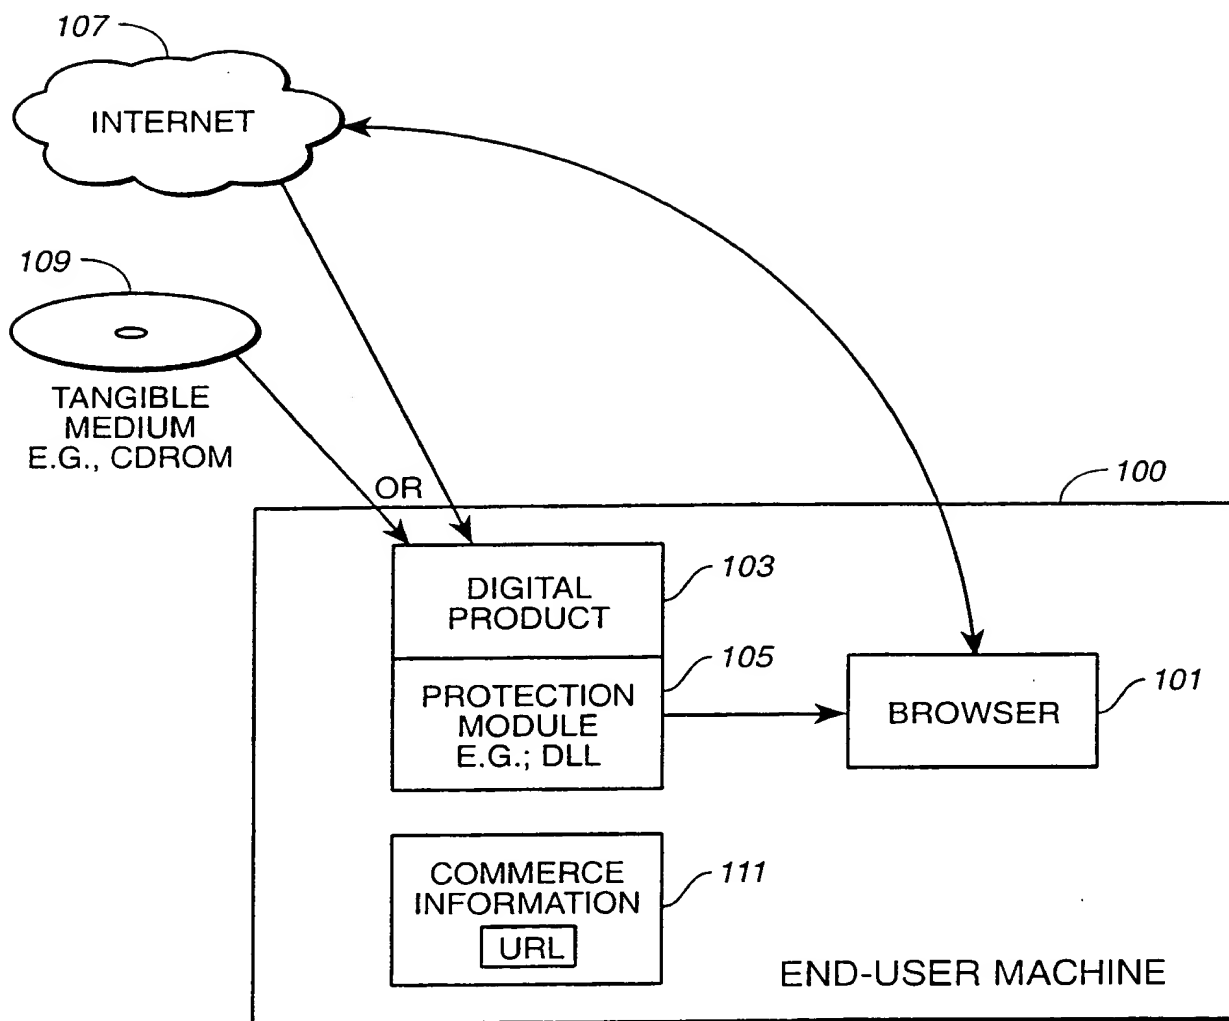 107
INTERNET
109
TANGIBLE
MEDIUM
E.G., CDROM
OR
100
DIGITAL
PRODUCT
103
PROTECTION
MODULE
E.G.; DLL
105
BROWSER
101
COMMERCE
INFORMATION
URL
111
END-USER MACHINE